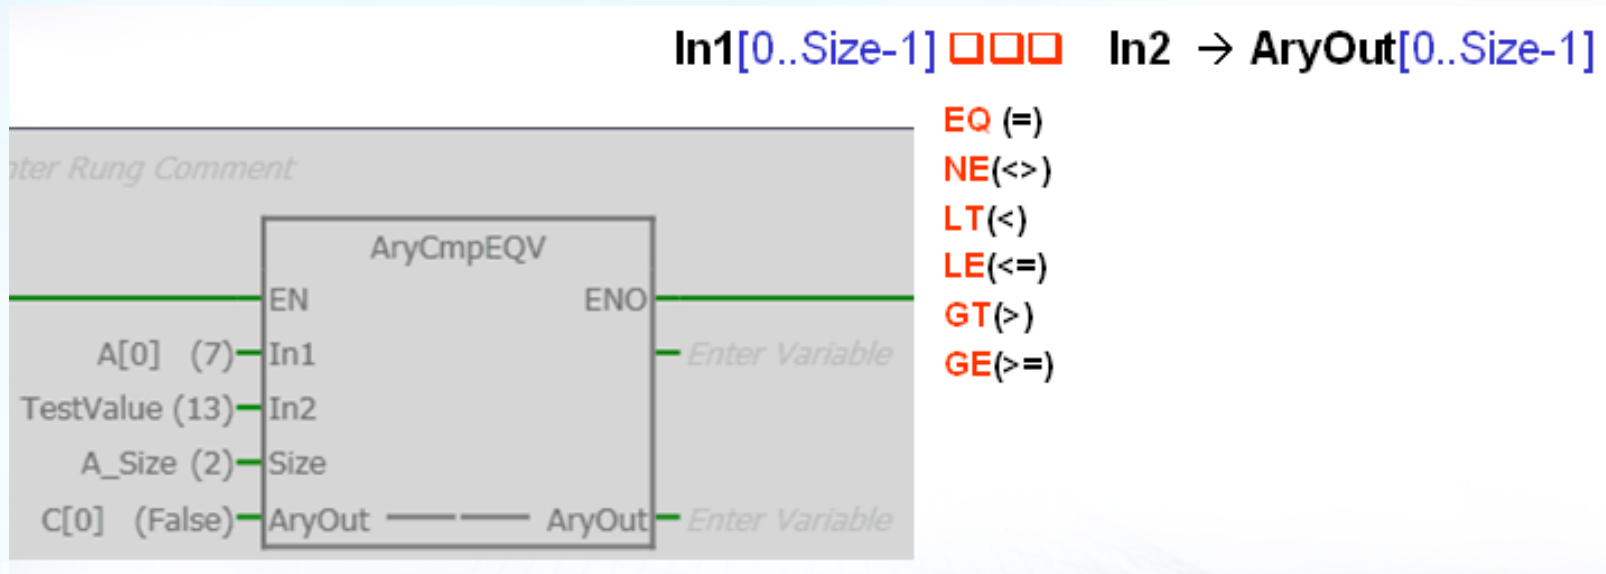 In1[0..Size-1] □□□ In2 → AryOut[0..Size-1]
EQ (=)
NE(<>)
LT(<)
LE(<=)
GT(>)
GE(>=)
Rung Comment
AryCmpEQV
EN ENO
A[0] (7) In1 Enter Variable
TestValue (13) In2
A_Size (2) Size
C[0] (False) AryOut AryOut Enter Variable